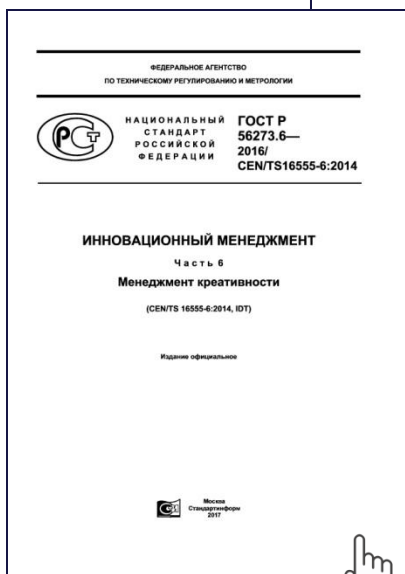 ФЕДЕРАЛЬНОЕ АГЕНТСТВО
ПО ТЕХНИЧЕСКОМУ РЕГУЛИРОВАНИЮ И МЕТРОЛОГИИ
РСТ
НАЦИОНАЛЬНЫЙ
СТАНДАРТ
РОССИЙСКОЙ
ФЕДЕРАЦИИ
ГОСТ Р
56273.6—
2016/
CEN/TS16555-6:2014
ИННОВАЦИОННЫЙ МЕНЕДЖМЕНТ
Часть 6
Менеджмент креативности
(CEN/TS 16555-6:2014, IDT)
Издание официальное
Москва
Стандартинформ
2017